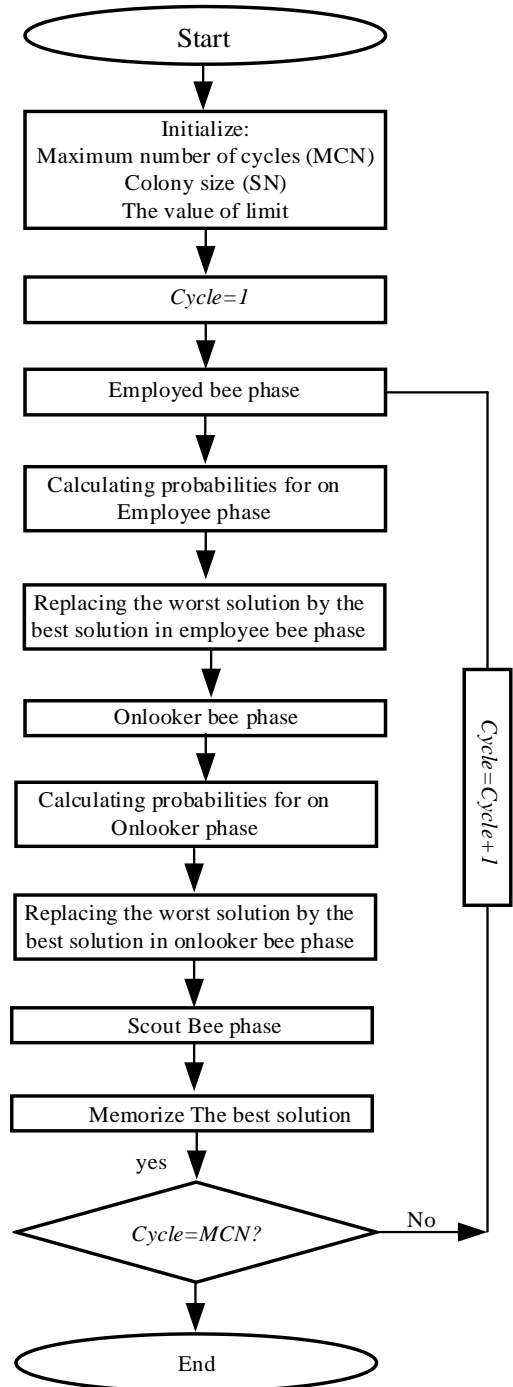 Start
Initialize:
Maximum number of cycles (MCN)
Colony size (SN)
The value of limit
Cycle=1
Employed bee phase
Calculating probabilities for on
Employee phase
Replacing the worst solution by the
best solution in employee bee phase
Onlooker bee phase
Calculating probabilities for on
Onlooker phase
Replacing the worst solution by the
best solution in onlooker bee phase
Scout Bee phase
Memorize The best solution
yes
Cycle=MCN?
No
Cycle=Cycle+1
End